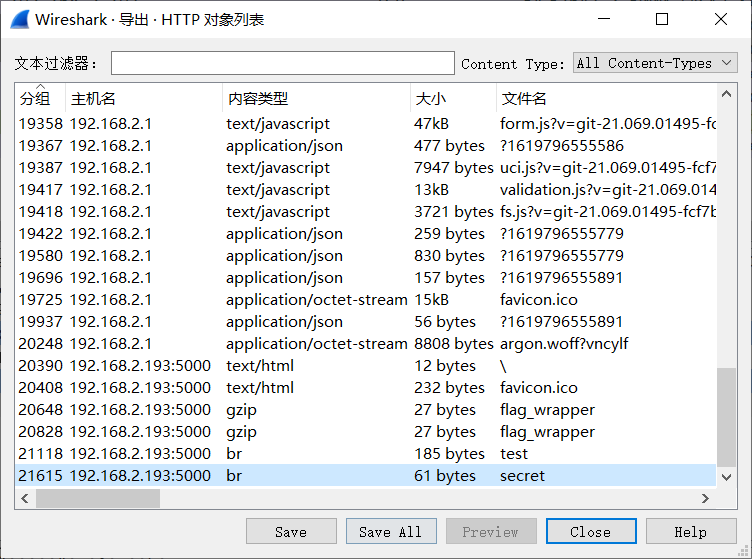 Wireshark · 导出 · HTTP 对象列表
文本过滤器： Content Type: All Content-Types
分组 主机名 内容类型 大小 文件名
19358 192.168.2.1 text/javascript 47kB form.js?v=git-21.069.01495-fc
19367 192.168.2.1 application/json 477 bytes ?1619796555586
19387 192.168.2.1 text/javascript 7947 bytes uci.js?v=git-21.069.01495-fcf7
19417 192.168.2.1 text/javascript 13kB validation.js?v=git-21.069.014
19418 192.168.2.1 text/javascript 3721 bytes fs.js?v=git-21.069.01495-fcf7b
19422 192.168.2.1 application/json 259 bytes ?1619796555779
19580 192.168.2.1 application/json 830 bytes ?1619796555779
19696 192.168.2.1 application/json 157 bytes ?1619796555891
19725 192.168.2.1 application/octet-stream 15kB favicon.ico
19937 192.168.2.1 application/json 56 bytes ?1619796555891
20248 192.168.2.1 application/octet-stream 8808 bytes argon.woff?vncylf
20390 192.168.2.193:5000 text/html 12 bytes \
20408 192.168.2.193:5000 text/html 232 bytes favicon.ico
20648 192.168.2.193:5000 gzip 27 bytes flag_wrapper
20828 192.168.2.193:5000 gzip 27 bytes flag_wrapper
21118 192.168.2.193:5000 br 185 bytes test
21615 192.168.2.193:5000 br 61 bytes secret
Save Save All Preview Close Help